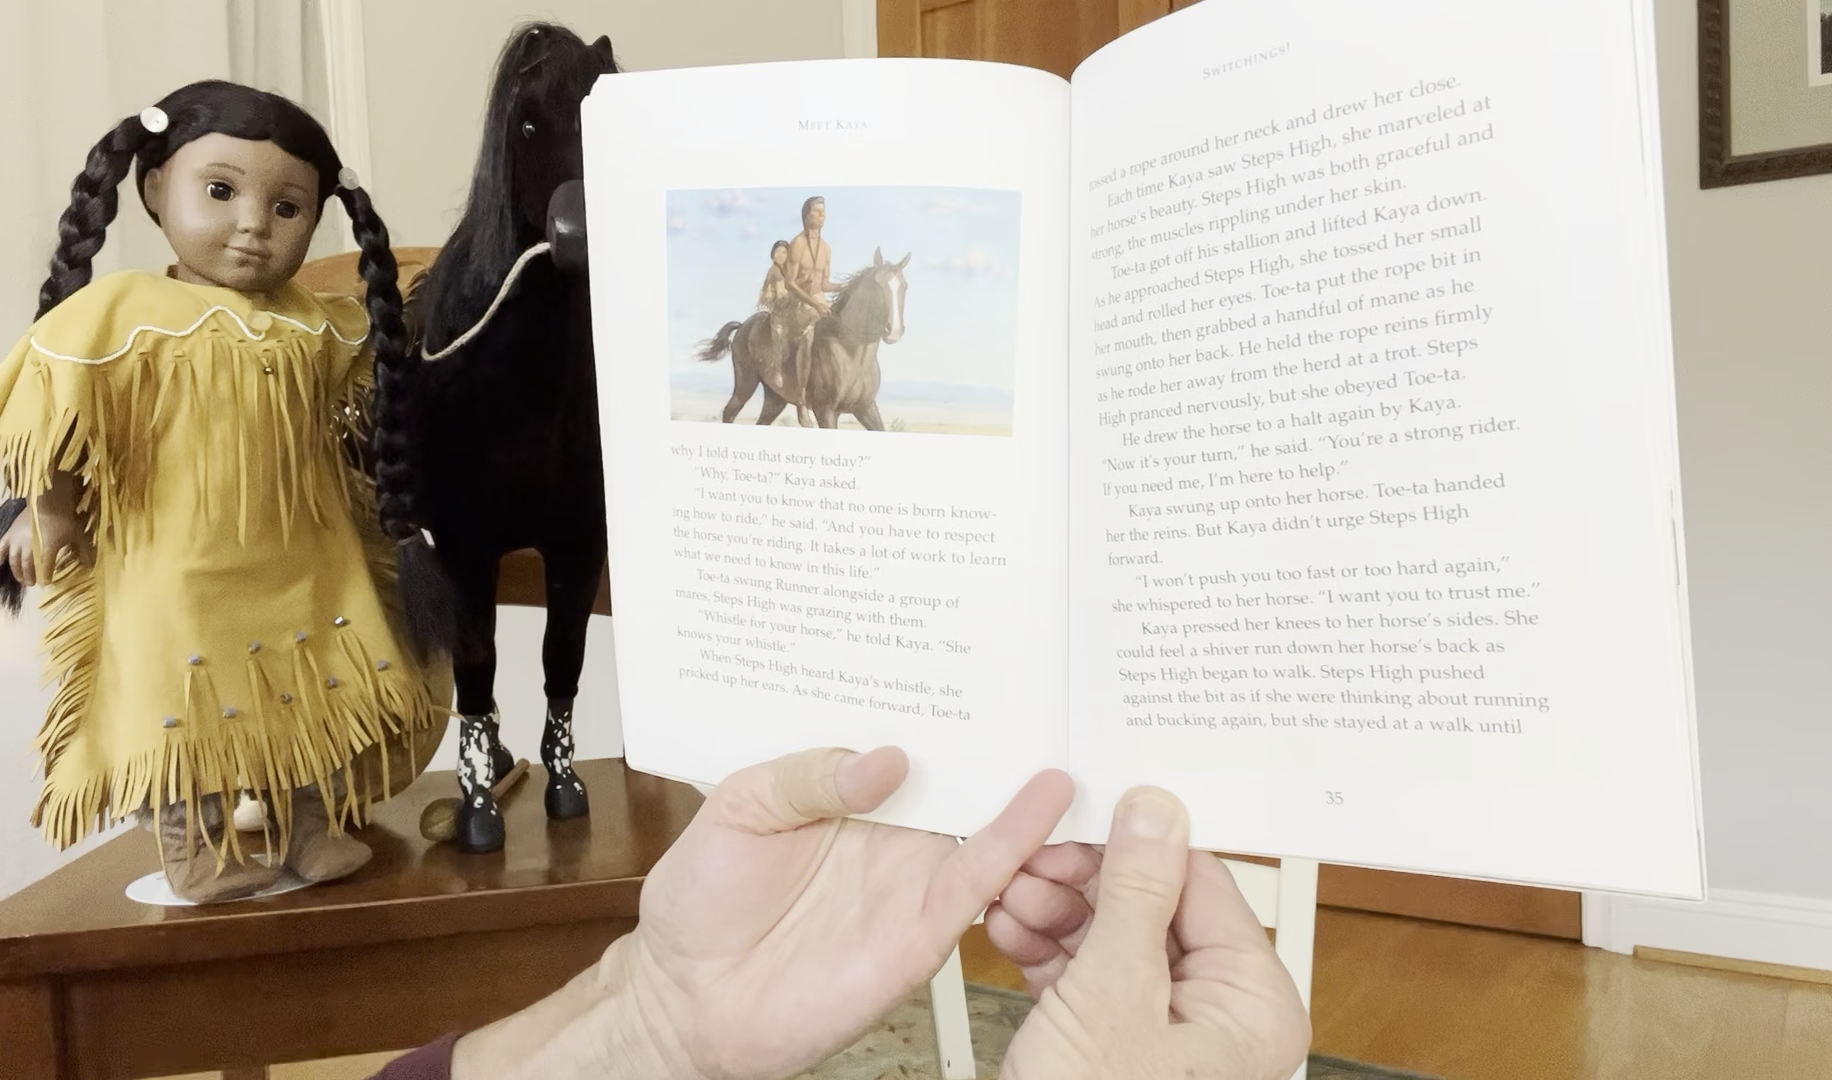 MEET KAYA
why I told you that story today?"
"Why, Toe-ta?" Kaya asked
"I want you to know that no one is born know-
ing how to ride," he said. "And you have to respect
the horse you're riding. It takes a lot of work to learn
what we need to know in this life."
Toe-ta swung Runner alongside a group of
mares. Steps High was grazing with them.
"Whistle for your horse," he told Kaya. "She
knows your whistle."
When Steps High heard Kaya's whistle, she
pricked up her ears. As she came forward, Toe-ta
SWITCHINGS!
tossed a rope around her neck and drew her close.
Each time Kaya saw Steps High, she marveled at
her horse's beauty. Steps High was both graceful and
strong, the muscles rippling under her skin.
Toe-ta got off his stallion and lifted Kaya down.
As he approached Steps High, she tossed her small
head and rolled her eyes. Toe-ta put the rope bit in
her mouth, then grabbed a handful of mane as he
swung onto her back. He held the rope reins firmly
as he rode her away from the herd at a trot. Steps
High pranced nervously, but she obeyed Toe-ta.
He drew the horse to a halt again by Kaya.
"Now it's your turn," he said. "You're a strong rider.
If you need me, I'm here to help."
Kaya swung up onto her horse. Toe-ta handed
her the reins. But Kaya didn't urge Steps High
forward.
"I won't push you too fast or too hard again,"
she whispered to her horse. "I want you to trust me."
Kaya pressed her knees to her horse's sides. She
could feel a shiver run down her horse's back as
Steps High began to walk. Steps High pushed
against the bit as if she were thinking about running
and bucking again, but she stayed at a walk until
35